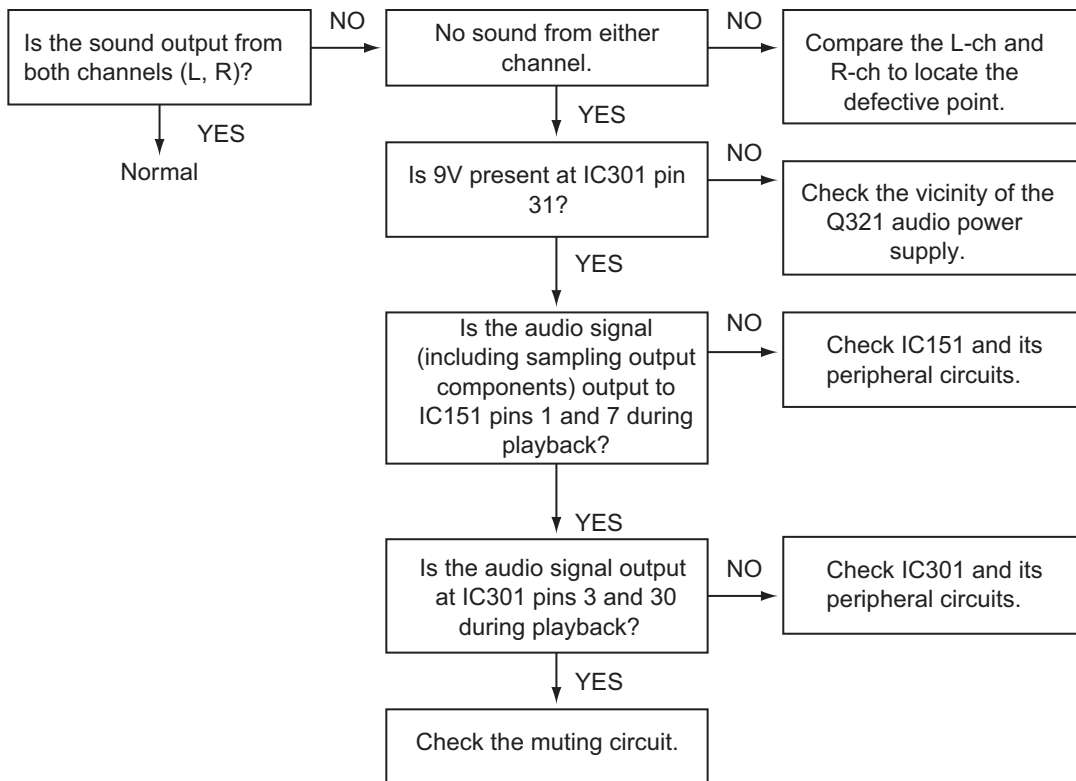 Is the sound output from
both channels (L, R)?
NO
No sound from either
channel.
NO
Compare the L-ch and
R-ch to locate the
defective point.
YES
Normal
YES
Is 9V present at IC301 pin
31?
NO
Check the vicinity of the
Q321 audio power
supply.
YES
Is the audio signal
(including sampling output
components) output to
IC151 pins 1 and 7 during
playback?
NO
Check IC151 and its
peripheral circuits.
YES
Is the audio signal output
at IC301 pins 3 and 30
during playback?
NO
Check IC301 and its
peripheral circuits.
YES
Check the muting circuit.